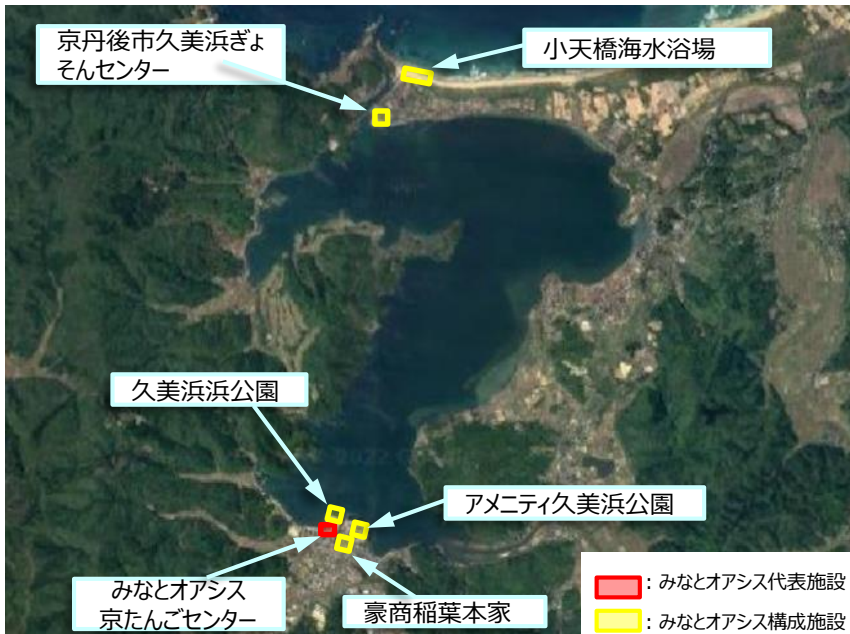 京丹後市久美浜ぎょ
そんセンター
小天橋海水浴場
久美浜浜公園
アメニティ久美浜公園
みなとオアシス
京たんごセンター
豪商稲葉本家
：みなとオアシス代表施設
：みなとオアシス構成施設